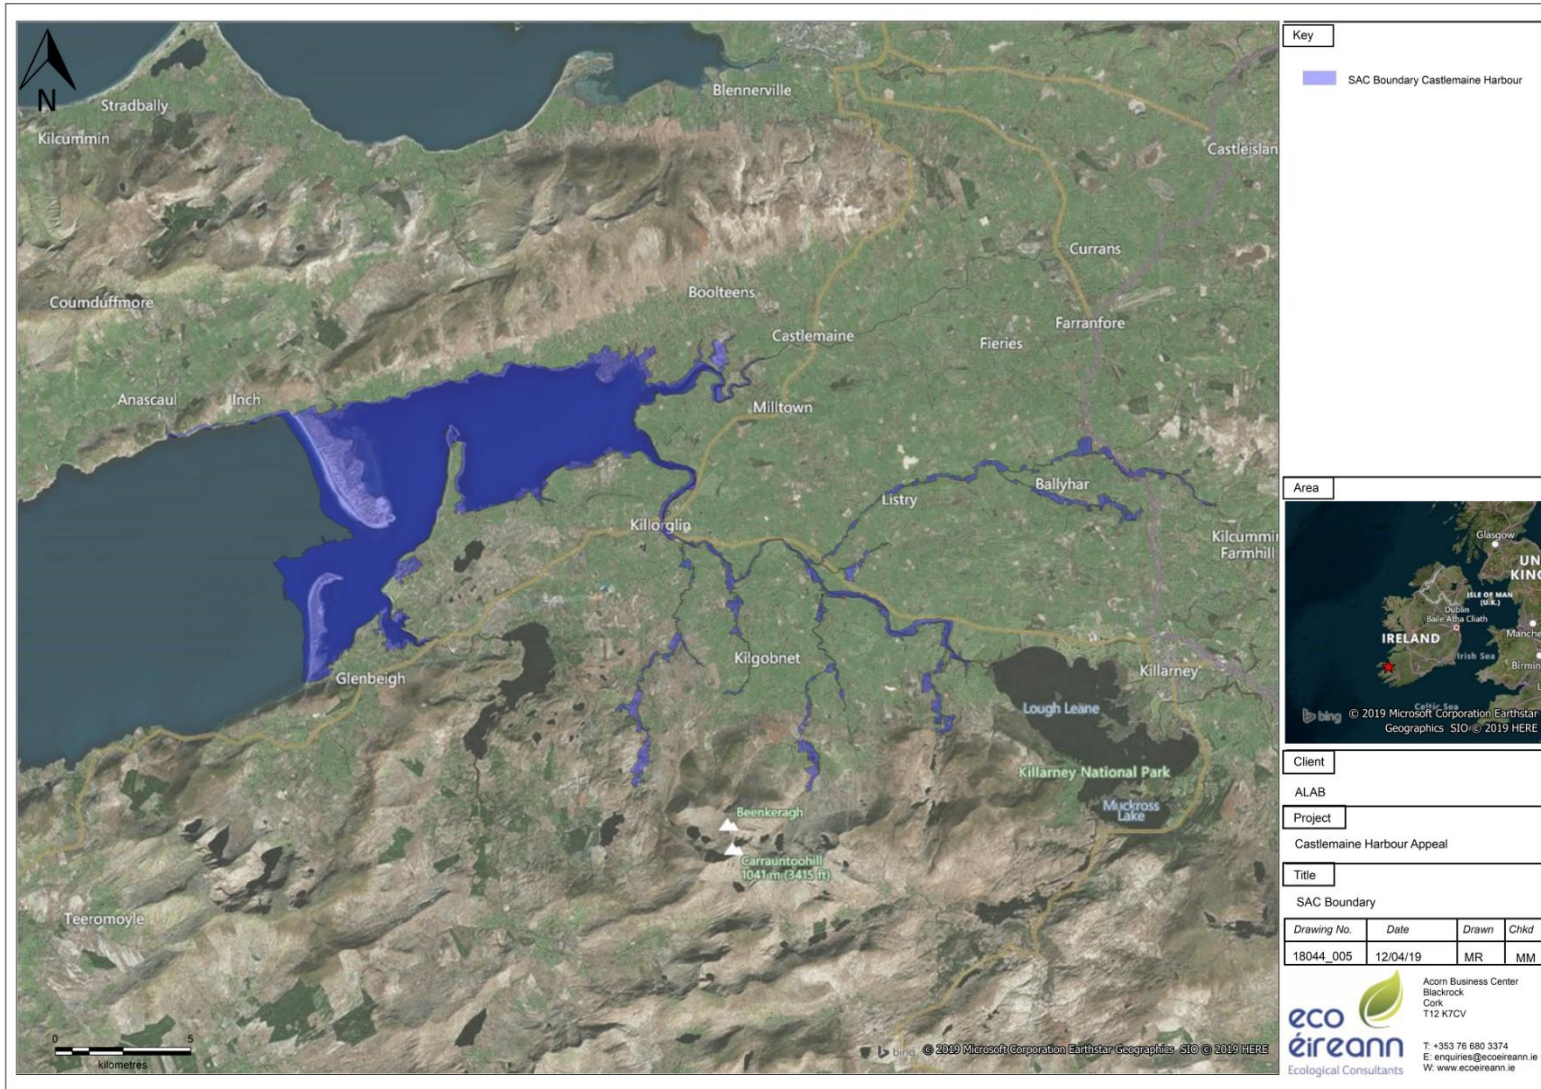 N
Stradbally
Kilcummin
Blennerville
Castleislan
Currans
Coumduffmore
Boolteens
Farranfore
Castlemaine
Fieries
Anascaul
Inch
Milltown
Listry
Ballyhar
Killorglin
Kilcummin
Farmhill
Kilgobnet
Glenbeigh
Killarney
Lough Leane
Killarney National Park
Muckross
Lake
Beenkeragh
Carrauntoohill
1041 m (3415 ft)
Teeromoyle
0 5
kilometres
bing © 2019 Microsoft Corporation Earthstar Geographics SIO © 2019 HERE
Key
SAC Boundary Castlemaine Harbour
Area
Glasgow
UN
KING
ISLE OF MAN
(U.K.)
Dublin
Baile Átha Cliath
IRELAND
Manche
Irish Sea
Birmin
Celtic Sea
bing © 2019 Microsoft Corporation Earthstar
Geographics SIO © 2019 HERE
Client
ALAB
Project
Castlemaine Harbour Appeal
Title
SAC Boundary
Drawing No. Date Drawn Chkd
18044_005 12/04/19 MR MM
eco
éireann
Ecological Consultants
Acorn Business Center
Blackrock
Cork
T12 K7CV
T: +353 76 680 3374
E: enquiries@ecoeireann.ie
W: www.ecoeireann.ie